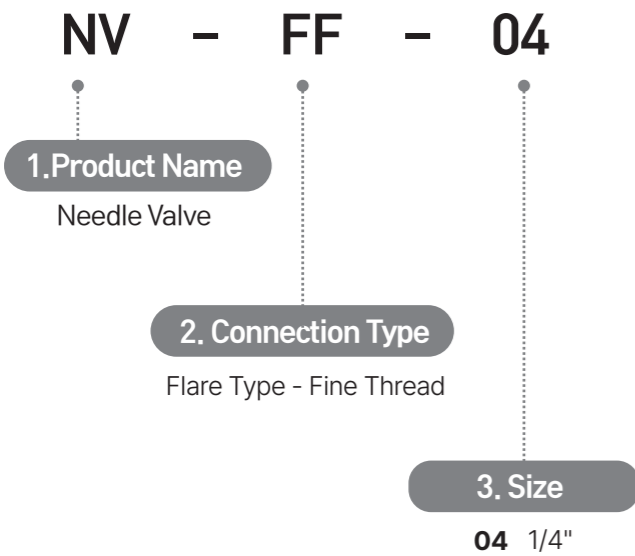 NV – FF – 04
1.Product Name
Needle Valve
2. Connection Type
Flare Type - Fine Thread
3. Size
04 1/4"